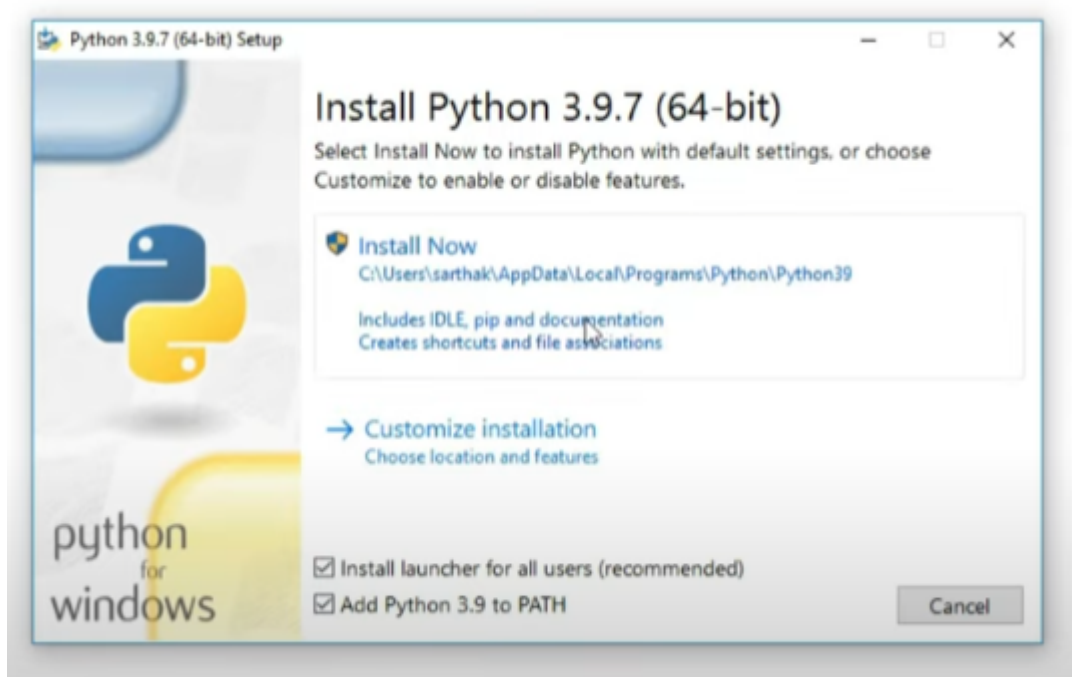 Python 3.9.7 (64-bit) Setup
Install Python 3.9.7 (64-bit)
Select Install Now to install Python with default settings, or choose
Customize to enable or disable features.
Install Now
C:\Users\sarthak\AppData\Local\Programs\Python\Python39
Includes IDLE, pip and documentation
Creates shortcuts and file associations
Customize installation
Choose location and features
python
for
windows
Install launcher for all users (recommended)
Add Python 3.9 to PATH
Cancel